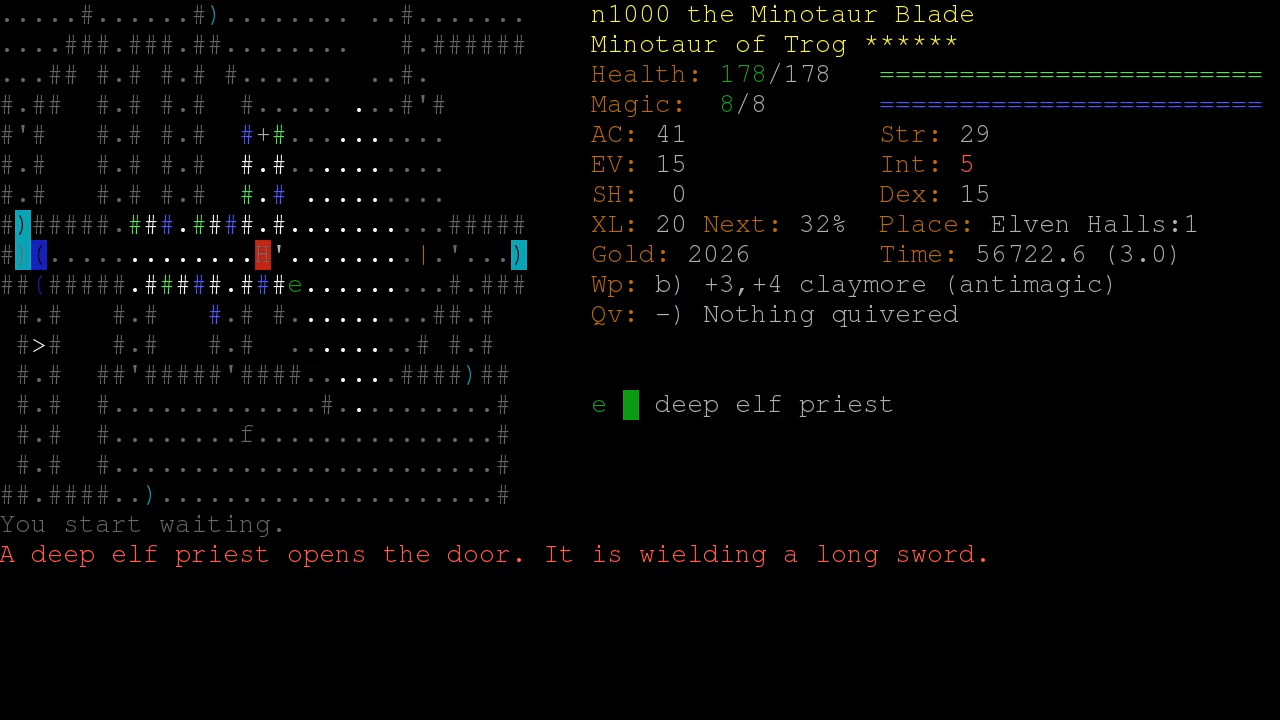 .....#.....#) ....... ..#.......
....###.###.##........   #.######
...## #.# #.# #......  ..#.
#.## #.# #.# #..... ...#'#
#'# #.# #.# #+#..........
#.# #.# #.# #.#..........
#.# #.# #.# #.# .........
#)#####.###.####.#..........#####
#)(.............H'........| '...)
##(#####.#####.###e.........#.###
#.# #.# #.# #.........##.#
#>#   #.#   #.#  ........# #.#
#.#  ##'#####'####......####)##
#.#  #.............#..........#
#.#  #........f...............#
#.#  #........................#
##.####..).....................#
You start waiting.
A deep elf priest opens the door. It is wielding a long sword.
n1000 the Minotaur Blade
Minotaur of Trog ******
Health: 178/178 ========================
Magic: 8/8 ========================
AC: 41 Str: 29
EV: 15 Int: 5
SH: 0 Dex: 15
XL: 20 Next: 32% Place: Elven Halls:1
Gold: 2026 Time: 56722.6 (3.0)
Wp: b) +3,+4 claymore (antimagic)
Qv: -) Nothing quivered
e deep elf priest